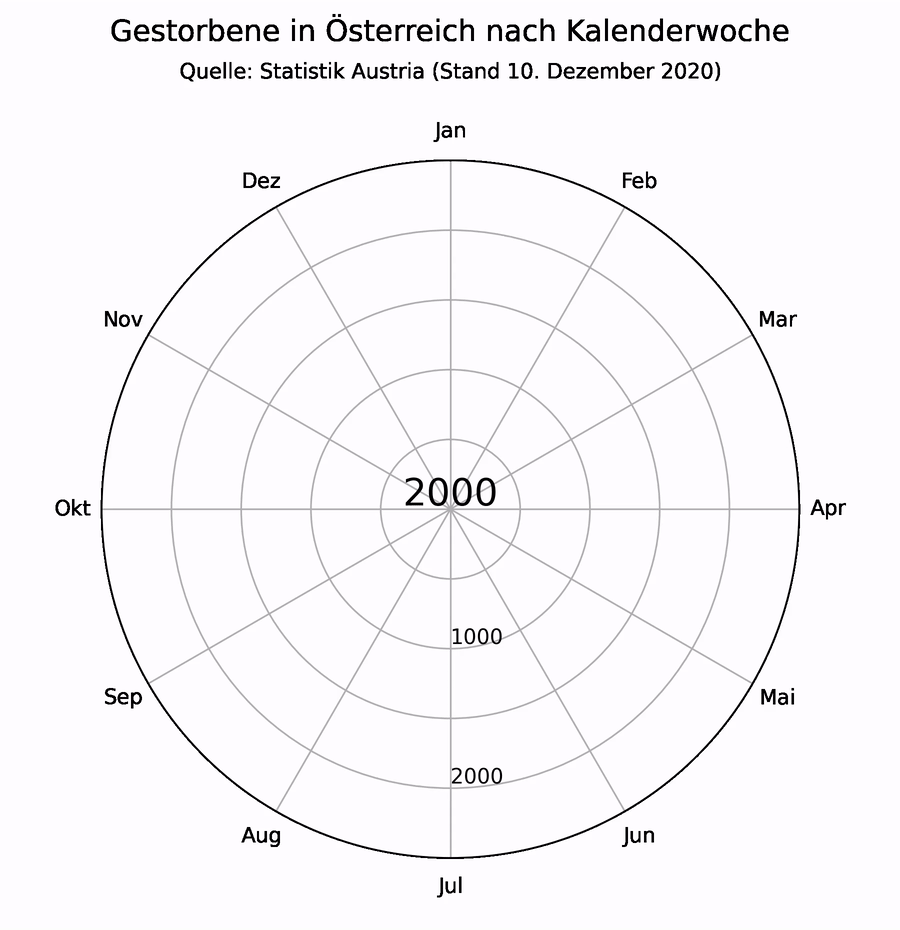 Gestorbene in Österreich nach Kalenderwoche
Quelle: Statistik Austria (Stand 10. Dezember 2020)
Jan
Dez
Feb
Nov
Mar
2000
Okt
Apr
1000
Sep
Mai
2000
Aug
Jun
Jul